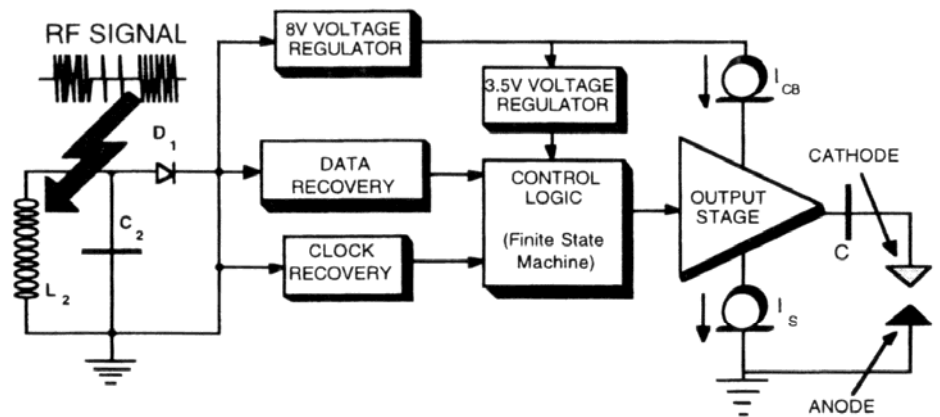 RF SIGNAL
8V VOLTAGE
REGULATOR
3.5V VOLTAGE
REGULATOR
I CB
D 1
DATA
RECOVERY
CONTROL
LOGIC
(Finite State
Machine)
CLOCK
RECOVERY
OUTPUT
STAGE
CATHODE
C
C 2
L 2
I S
ANODE